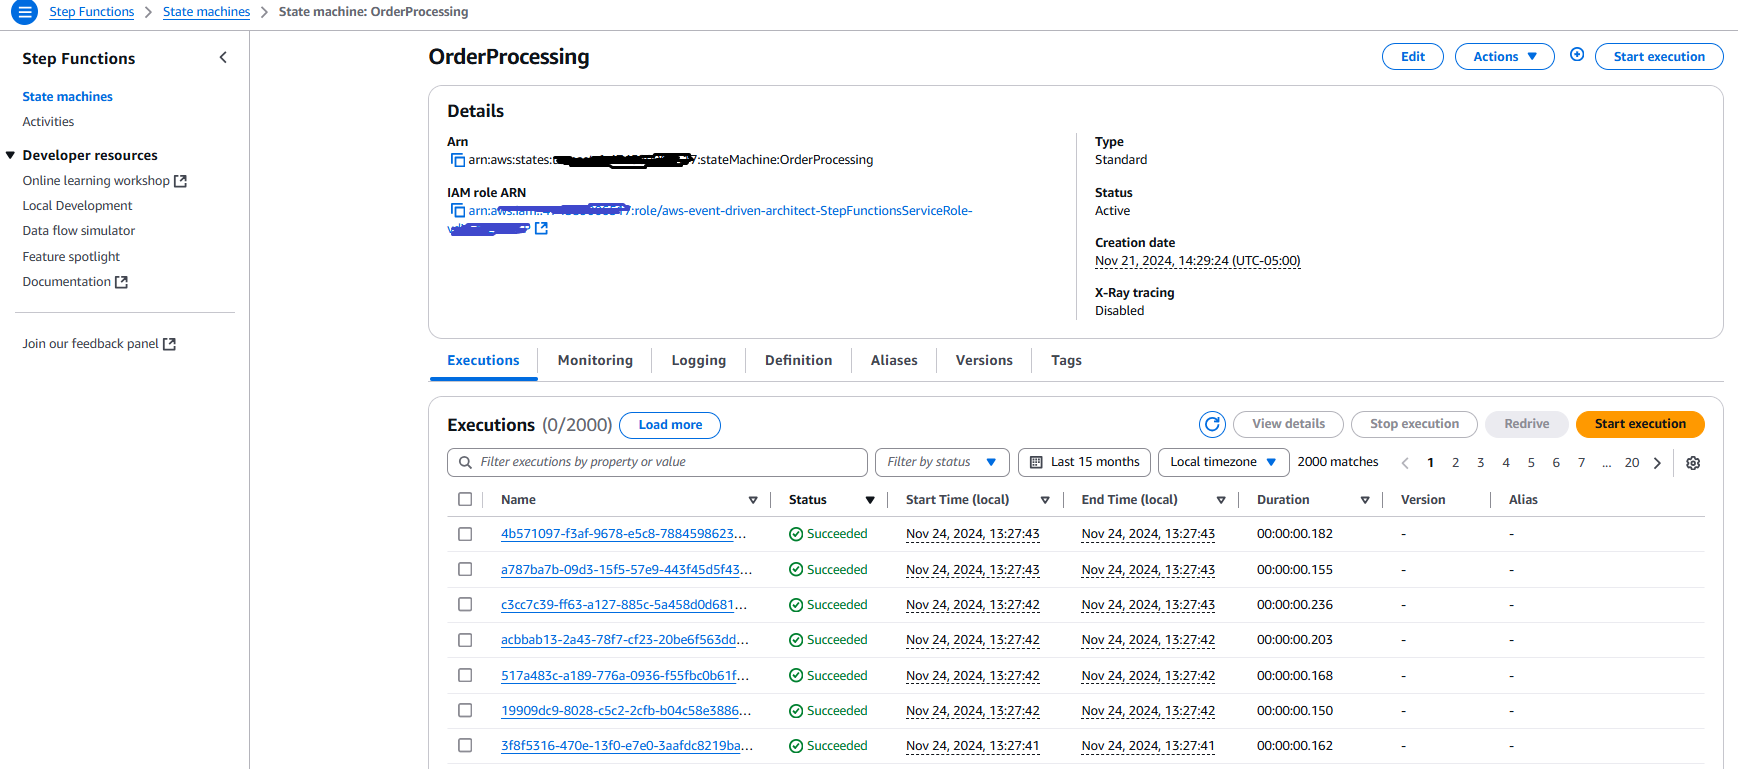 Step Functions > State machines > State machine: OrderProcessing
Step Functions
State machines
Activities
Developer resources
Online learning workshop
Local Development
Data flow simulator
Feature spotlight
Documentation
Join our feedback panel
OrderProcessing
Edit Actions Start execution
Details
Arn
arn:aws:states: :stateMachine:OrderProcessing
IAM role ARN
arn:aws:iam:: :role/aws-event-driven-architect-StepFunctionsServiceRole-
Type
Standard
Status
Active
Creation date
Nov 21, 2024, 14:29:24 (UTC-05:00)
X-Ray tracing
Disabled
Executions Monitoring Logging Definition Aliases Versions Tags
Executions (0/2000) Load more View details Stop execution Redrive Start execution
Filter executions by property or value Filter by status Last 15 months Local timezone 2000 matches 1 2 3 4 5 6 7 ... 20
Name Status Start Time (local) End Time (local) Duration Version Alias
4b571097-f3af-9678-e5c8-7884598623... Succeeded Nov 24, 2024, 13:27:43 Nov 24, 2024, 13:27:43 00:00:00.182 - -
a787ba7b-09d3-15f5-57e9-443f45d5f43... Succeeded Nov 24, 2024, 13:27:43 Nov 24, 2024, 13:27:43 00:00:00.155 - -
c3cc7c39-ff63-a127-885c-5a458d0d681... Succeeded Nov 24, 2024, 13:27:42 Nov 24, 2024, 13:27:43 00:00:00.236 - -
acbbab13-2a43-78f7-cf23-20be6f563dd... Succeeded Nov 24, 2024, 13:27:42 Nov 24, 2024, 13:27:42 00:00:00.203 - -
517a483c-a189-776a-0936-f55fbc0b61f... Succeeded Nov 24, 2024, 13:27:42 Nov 24, 2024, 13:27:42 00:00:00.168 - -
19909dc9-8028-c5c2-2cfb-b04c58e3886... Succeeded Nov 24, 2024, 13:27:42 Nov 24, 2024, 13:27:42 00:00:00.150 - -
3f8f5316-470e-13f0-e7e0-3aafdc8219ba... Succeeded Nov 24, 2024, 13:27:41 Nov 24, 2024, 13:27:41 00:00:00.162 - -